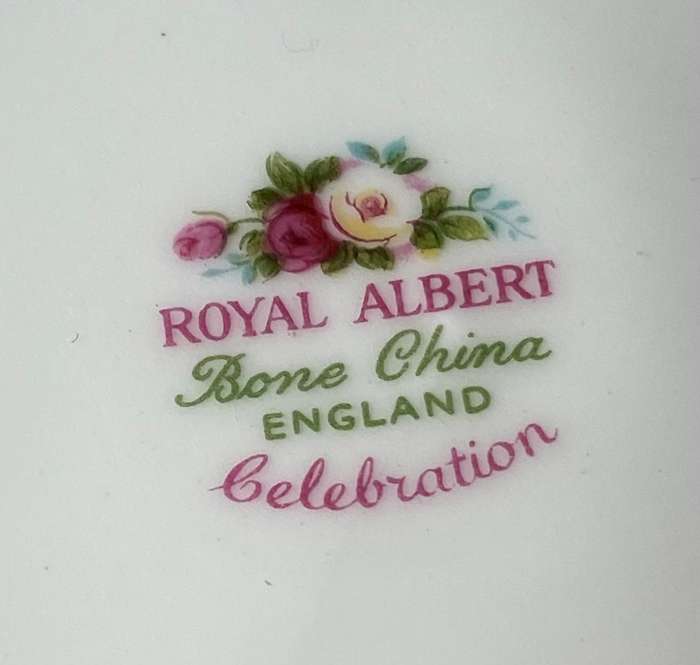 ROYAL ALBERT
Bone China
ENGLAND
Celebration